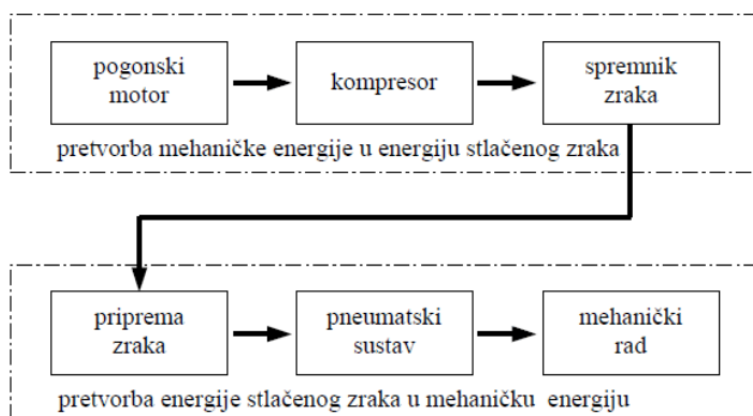 pogonski
motor
kompresor
spremnik
zraka
pretvorba mehaničke energije u energiju stlačenog zraka
priprema
zraka
pneumatski
sustav
mehanički
rad
pretvorba energije stlačenog zraka u mehaničku energiju